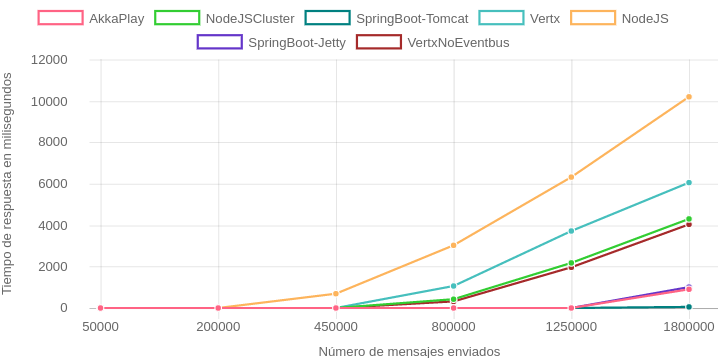 AkkaPlay NodeJSCluster SpringBoot-Tomcat Vertx NodeJS
SpringBoot-Jetty VertxNoEventbus
Tiempo de respuesta en milisegundos
12000
10000
8000
6000
4000
2000
0
50000 200000 450000 800000 1250000 1800000
Número de mensajes enviados